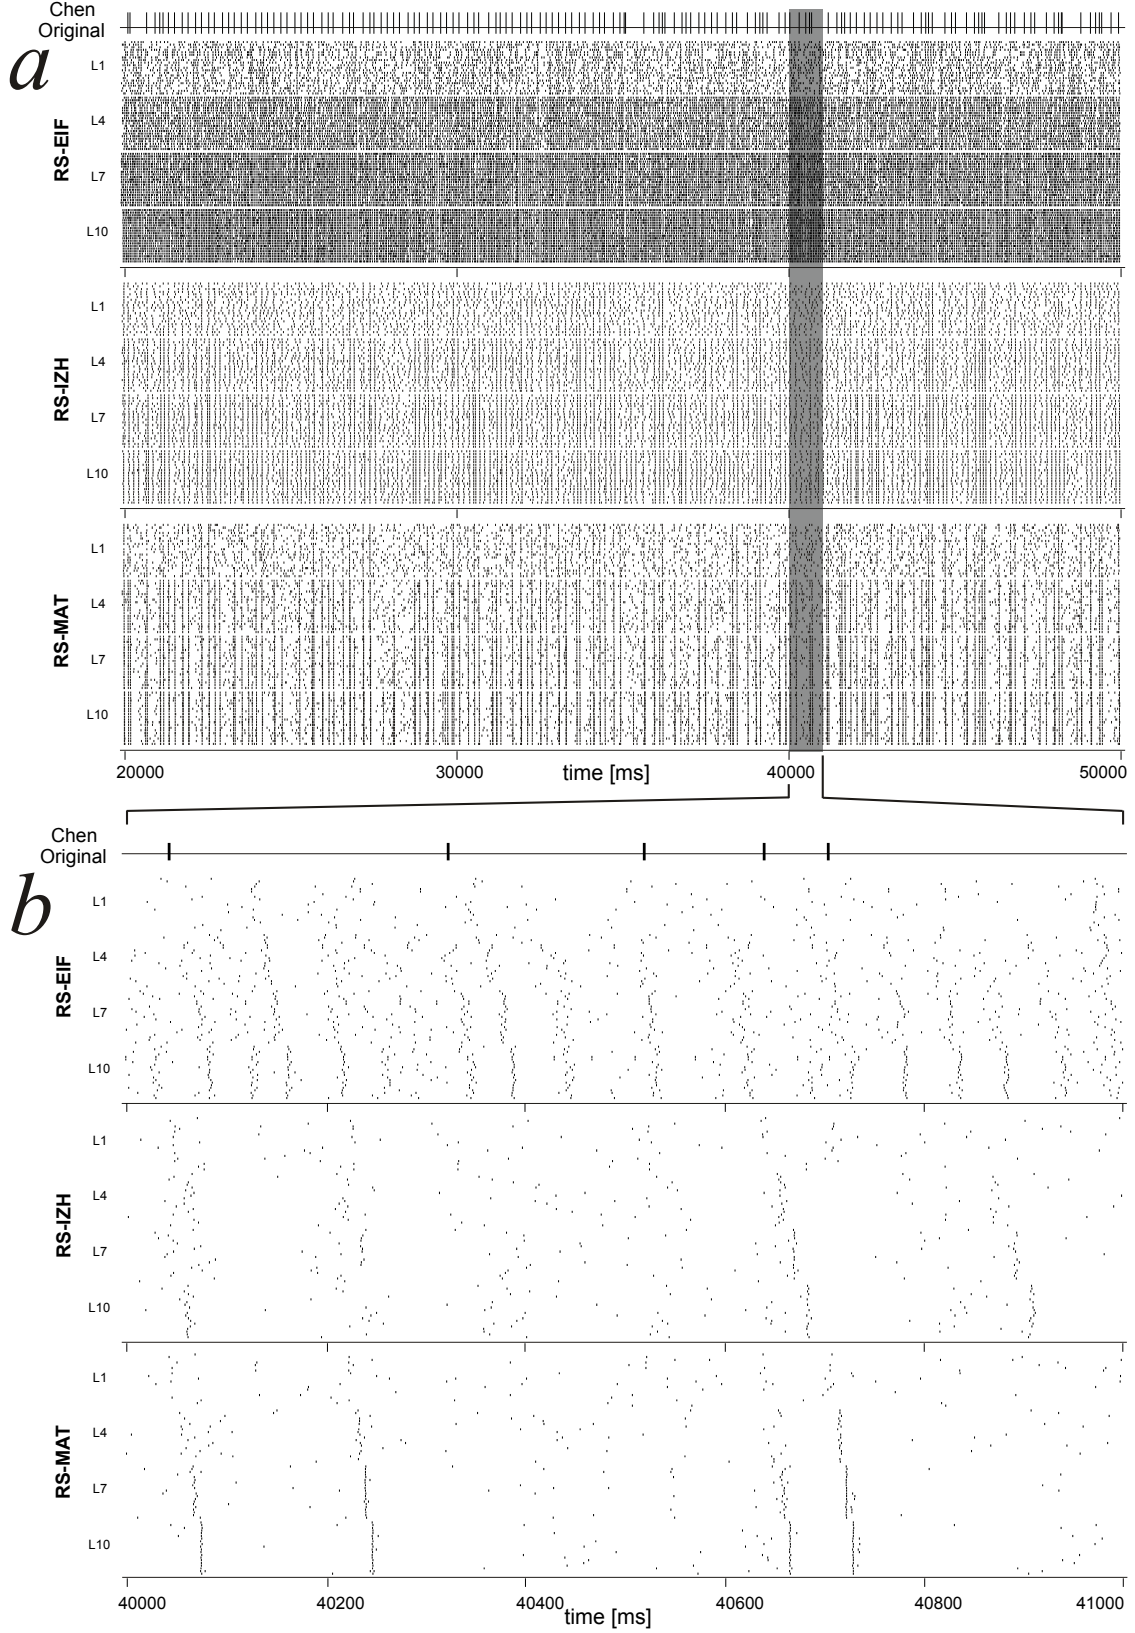 Chen
Original
a
L1
L4
RS-EIF
L7
L10
L1
L4
RS-IZH
L7
L10
L1
L4
RS-MAT
L7
L10
20000 30000 time [ms] 40000 50000
Chen
Original
b
L1
L4
RS-EIF
L7
L10
L1
L4
RS-IZH
L7
L10
L1
L4
RS-MAT
L7
L10
40000 40200 40400 time [ms] 40600 40800 41000